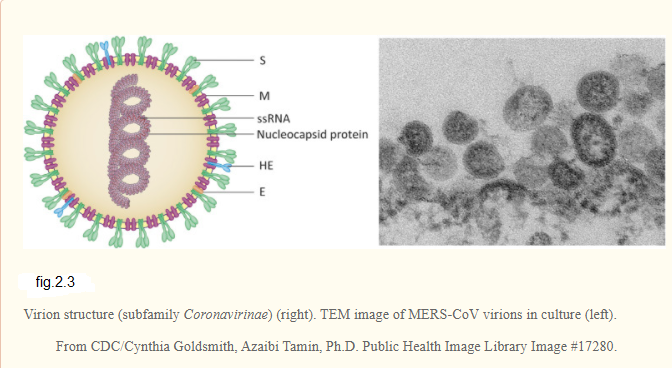 S
M
ssRNA
Nucleocapsid protein
HE
E
fig.2.3
Virion structure (subfamily Coronavirinae) (right). TEM image of MERS-CoV virions in culture (left).
From CDC/Cynthia Goldsmith, Azaibi Tamin, Ph.D. Public Health Image Library Image #17280.